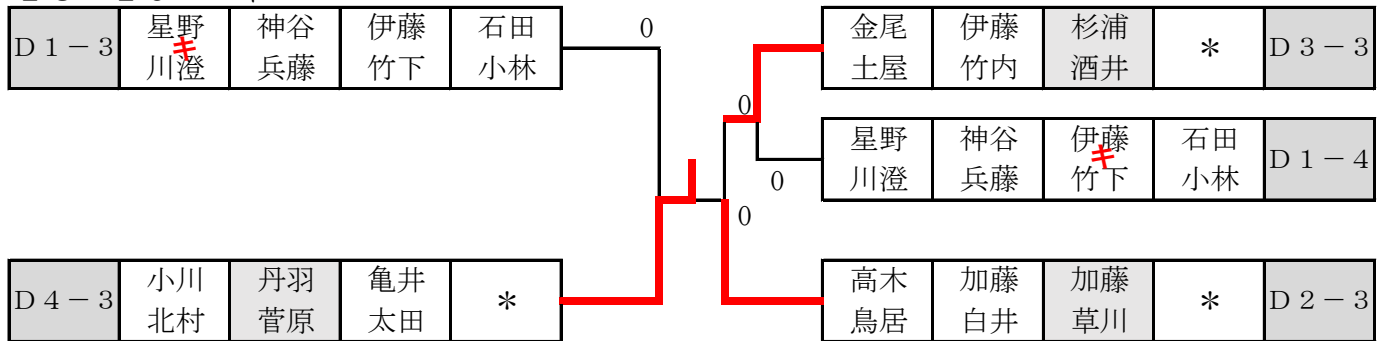 D1－3 星野 神谷 伊藤 石田 0 金尾 伊藤 杉浦 * D3－3
キ
川澄 兵藤 竹下 小林 土屋 竹内 酒井
0
星野 神谷 伊藤 石田 D1－4
キ
川澄 兵藤 竹下 小林
0
0
D4－3 小川 丹羽 亀井 * 高木 加藤 加藤 * D2－3
北村 菅原 太田 鳥居 白井 草川